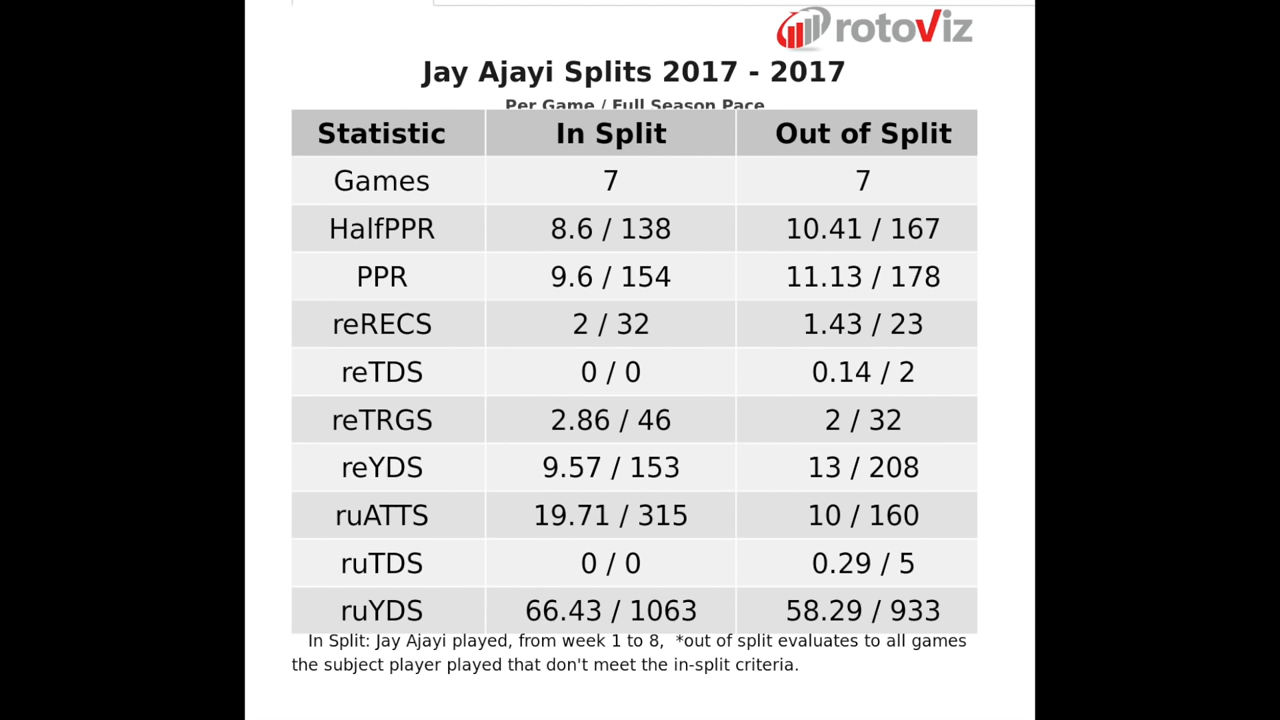 rotoviz
Jay Ajayi Splits 2017 - 2017
Per Game / Full Season Pace
Statistic In Split Out of Split
Games 7 7
HalfPPR 8.6 / 138 10.41 / 167
PPR 9.6 / 154 11.13 / 178
reRECS 2 / 32 1.43 / 23
reTDS 0 / 0 0.14 / 2
reTRGS 2.86 / 46 2 / 32
reYDS 9.57 / 153 13 / 208
ruATTS 19.71 / 315 10 / 160
ruTDS 0 / 0 0.29 / 5
ruYDS 66.43 / 1063 58.29 / 933
In Split: Jay Ajayi played, from week 1 to 8, *out of split evaluates to all games
the subject player played that don't meet the in-split criteria.